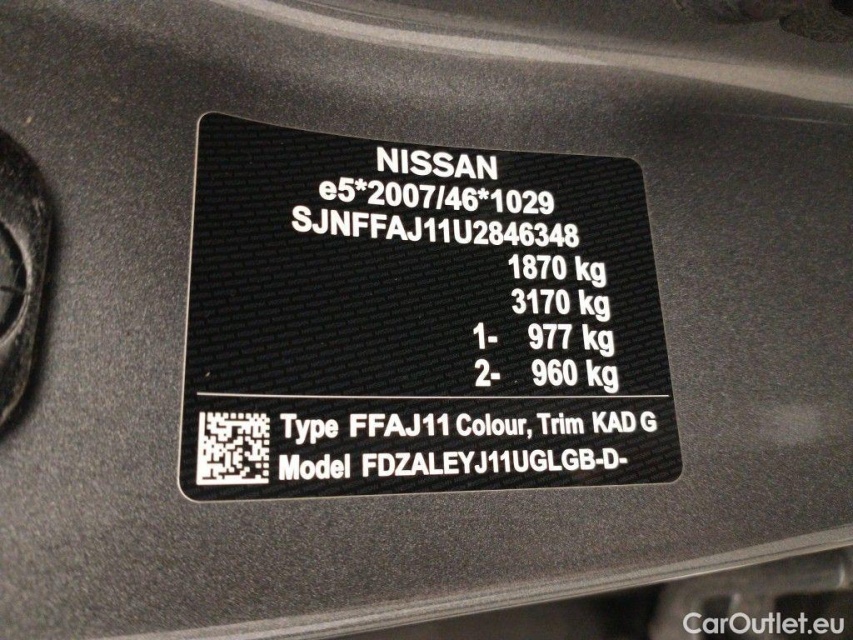 NISSAN
e5*2007/46*1029
SJNFFAJ11U2846348
1870 kg
3170 kg
1- 977 kg
2- 960 kg
Type FFAJ11 Colour, Trim KAD G
Model FDZALEYJ11UGLGB-D-
CarOutlet.eu